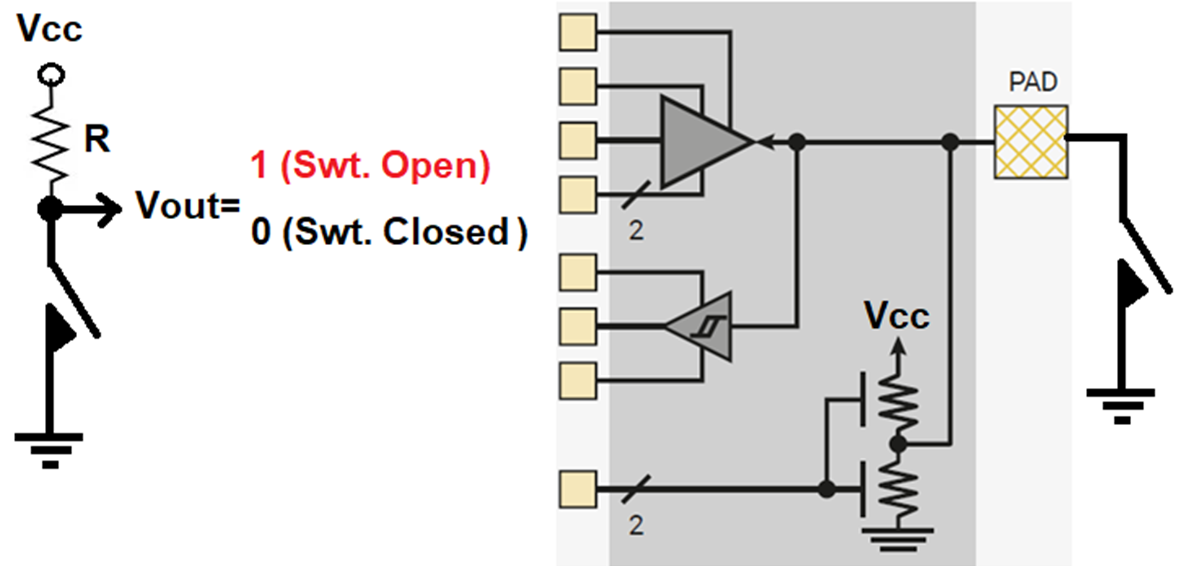 Vcc
R
1 (Swt. Open)
Vout=
0 (Swt. Closed )
2
2
PAD
Vcc